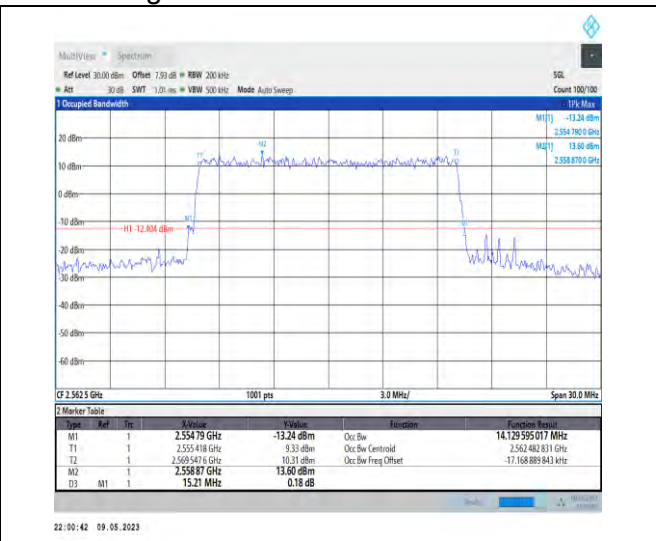 MultiView Spectrum
Ref Level 30.00 dBm Offset 7.93 dB RBW 200 kHz SGL
Att 30 dB SWT 1.01 ms VBW 500 kHz Mode Auto Sweep Count 100/100
1 Occupied Bandwidth 1Pk Max
M1[1] -13.24 dBm
2.554 790 0 GHz
M2[1] 13.60 dBm
2.558 870 0 GHz
20 dBm
M2
T1
10 dBm
0 dBm
-10 dBm
M1
H1 -12.404 dBm
-20 dBm
-30 dBm
-40 dBm
-50 dBm
-60 dBm
CF 2.562 5 GHz 1001 pts 3.0 MHz/ Span 30.0 MHz
2 Marker Table
Type Ref Trc X-Value Y-Value Function Function Result
M1 1 2.554 79 GHz -13.24 dBm Occ Bw 14.129 595 017 MHz
T1 1 2.555 418 GHz 9.33 dBm Occ Bw Centroid 2.562 482 831 GHz
T2 1 2.569 547 6 GHz 10.31 dBm Occ Bw Freq Offset -17.168 889 843 kHz
M2 1 2.558 87 GHz 13.60 dBm
D3 M1 1 15.21 MHz 0.18 dB
22:00:42 09.05.2023